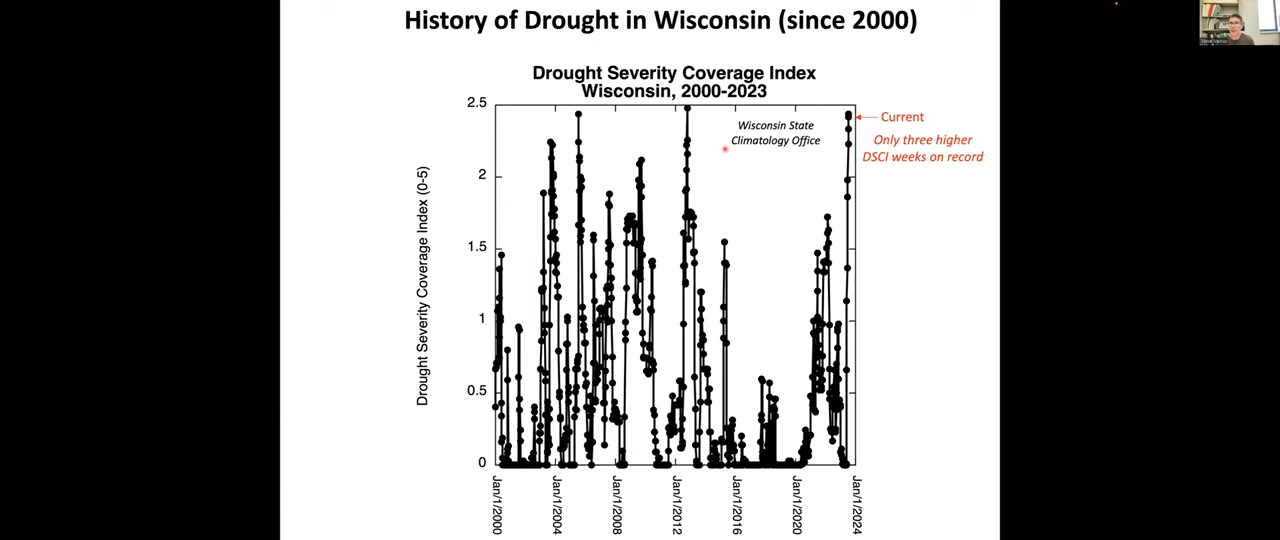 History of Drought in Wisconsin (since 2000)
Drought Severity Coverage Index
Wisconsin, 2000-2023
Wisconsin State
Climatology Office
Current
Only three higher
DSCI weeks on record
Drought Severity Coverage Index (0-5)
2.5
2
1.5
1
0.5
0
Jan/1/2000
Jan/1/2004
Jan/1/2008
Jan/1/2012
Jan/1/2016
Jan/1/2020
Jan/1/2024